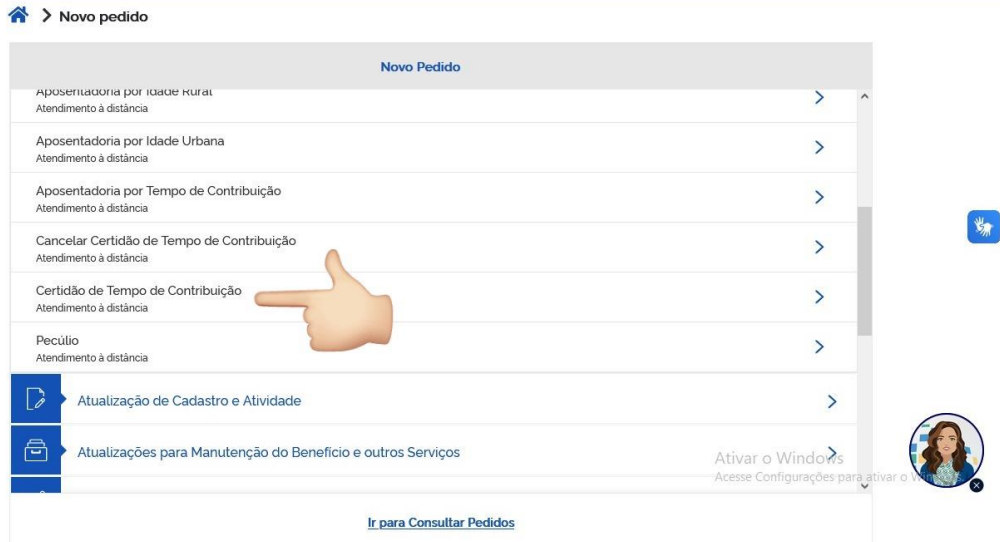 Novo pedido
Novo Pedido
Aposentadoria por Idade Rural
Atendimento à distância
Aposentadoria por Idade Urbana
Atendimento à distância
Aposentadoria por Tempo de Contribuição
Atendimento à distância
Cancelar Certidão de Tempo de Contribuição
Atendimento à distância
Certidão de Tempo de Contribuição
Atendimento à distância
Pecúlio
Atendimento à distância
Atualização de Cadastro e Atividade
Atualizações para Manutenção do Benefício e outros Serviços
Ativar o Windows
Acesse Configurações para ativar o Windows.
Ir para Consultar Pedidos